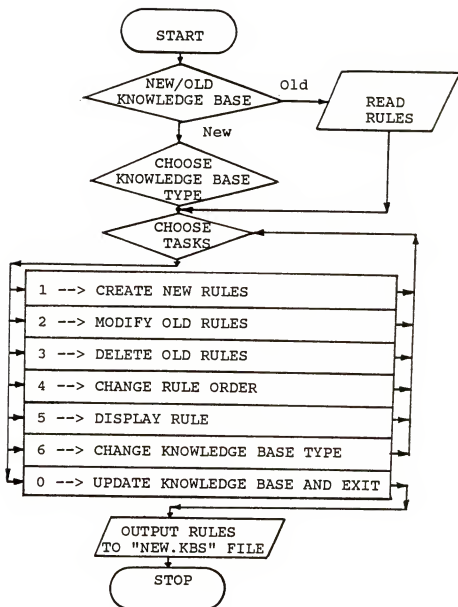 START
NEW/OLD
KNOWLEDGE BASE
Old
READ
RULES
New
CHOOSE
KNOWLEDGE BASE
TYPE
CHOOSE
TASKS
1 --> CREATE NEW RULES
2 --> MODIFY OLD RULES
3 --> DELETE OLD RULES
4 --> CHANGE RULE ORDER
5 --> DISPLAY RULE
6 --> CHANGE KNOWLEDGE BASE TYPE
0 --> UPDATE KNOWLEDGE BASE AND EXIT
OUTPUT RULES
TO "NEW.KBS" FILE
STOP